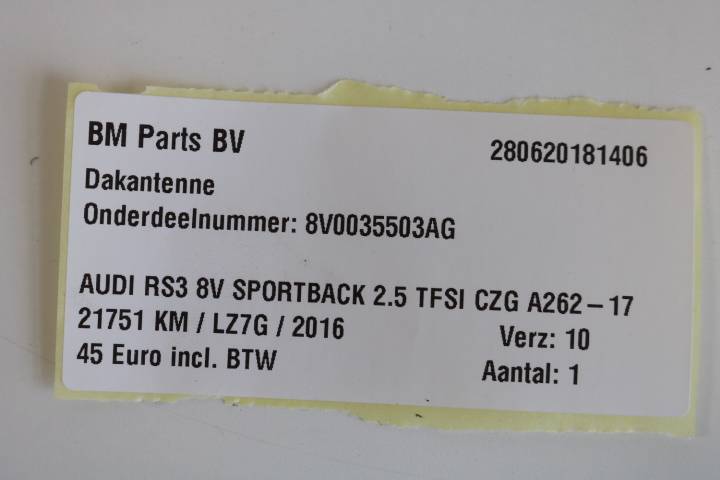 BM Parts BV 280620181406
Dakantenne
Onderdeelnummer: 8V0035503AG
AUDI RS3 8V SPORTBACK 2.5 TFSI CZG A262-17
21751 KM / LZ7G / 2016 Verz: 10
45 Euro incl. BTW Aantal: 1